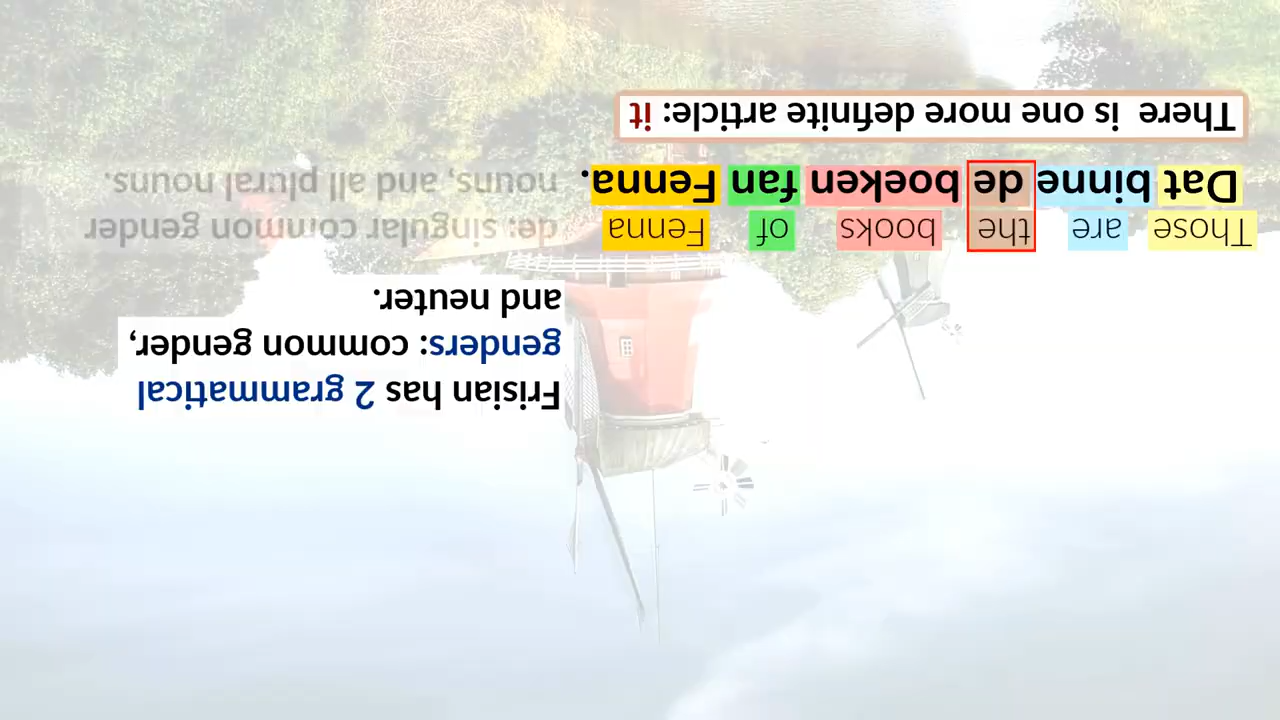 Frisian has 2 grammatical
genders: common gender,
and neuter.
de: singular common gender
nouns, and all plural nouns.
Those are the books of Fenna
Dat binne de boeken fan Fenna.
There is one more definite article: it